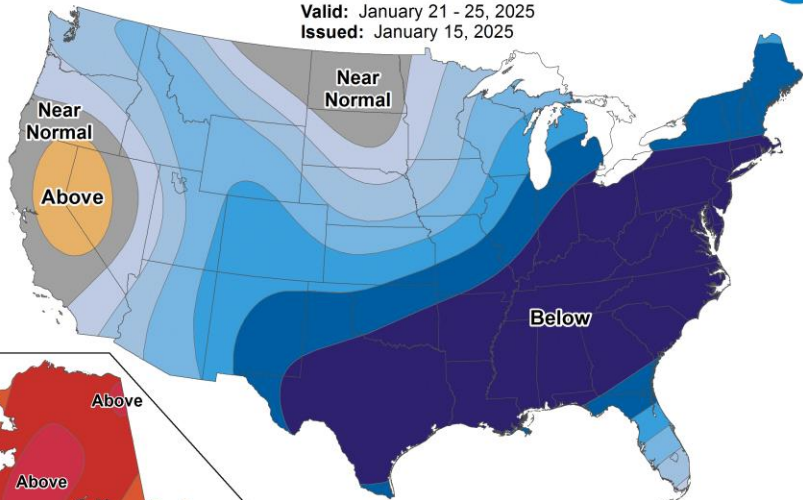 Valid: January 21 - 25, 2025
Issued: January 15, 2025
Near
Normal
Near
Normal
Above
Below
Above
Above